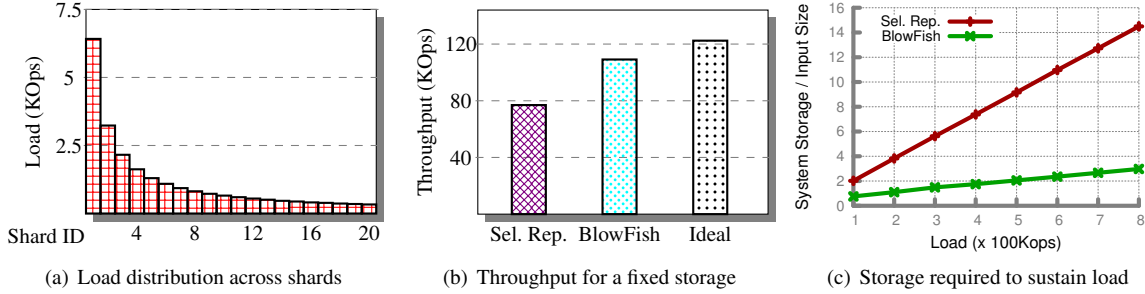 7.5
5
2.5
Load (KOps)
Shard ID 4 8 12 16 20
(a) Load distribution across shards
120
80
40
Throughput (KOps)
Sel. Rep. BlowFish Ideal
(b) Throughput for a fixed storage
16
14
12
10
8
6
4
2
0
System Storage / Input Size
Sel. Rep.
BlowFish
1 2 3 4 5 6 7 8
Load (x 100Kops)
(c) Storage required to sustain load